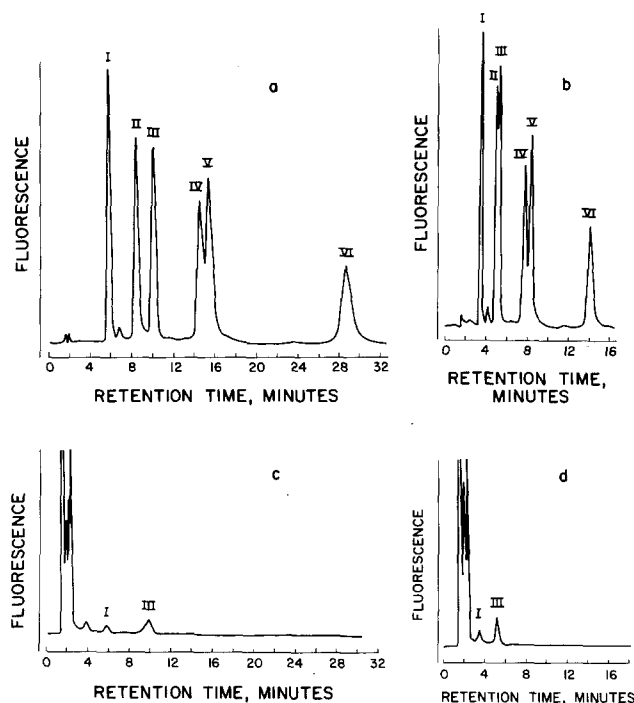 a
I
II
III
IV
V
VI
FLUORESCENCE
0 4 8 12 16 20 24 28 32
RETENTION TIME, MINUTES
b
I
II
III
IV
V
VI
FLUORESCENCE
0 4 8 12 16
RETENTION TIME,
MINUTES
c
I
III
FLUORESCENCE
0 4 8 12 16 20 24 28 32
RETENTION TIME, MINUTES
d
I
III
FLUORESCENCE
0 4 8 12 16
RETENTION TIME, MINUTES